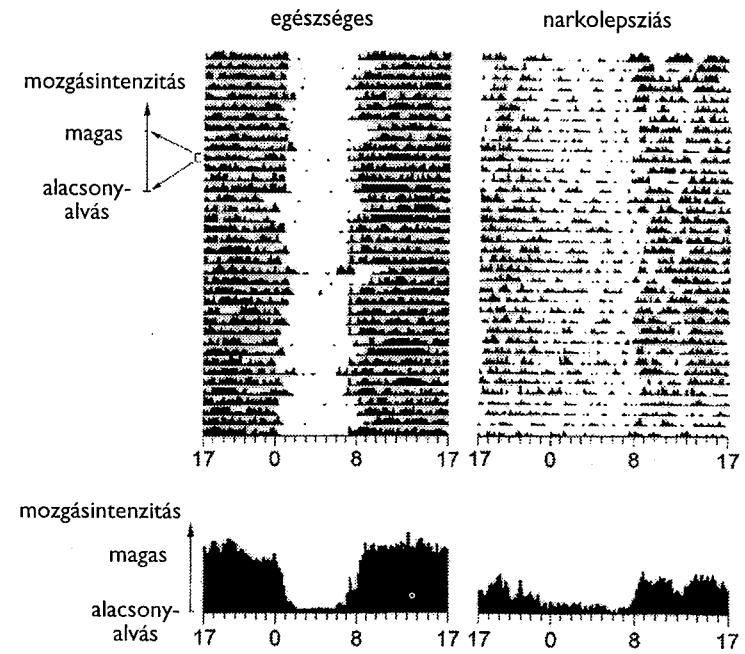 egészséges narkolepsziás
mozgásintenzitás
magas
alacsony-
alvás
17 0 8 17 17 0 8 17
mozgásintenzitás
magas
alacsony-
alvás
17 0 8 17 17 0 8 17